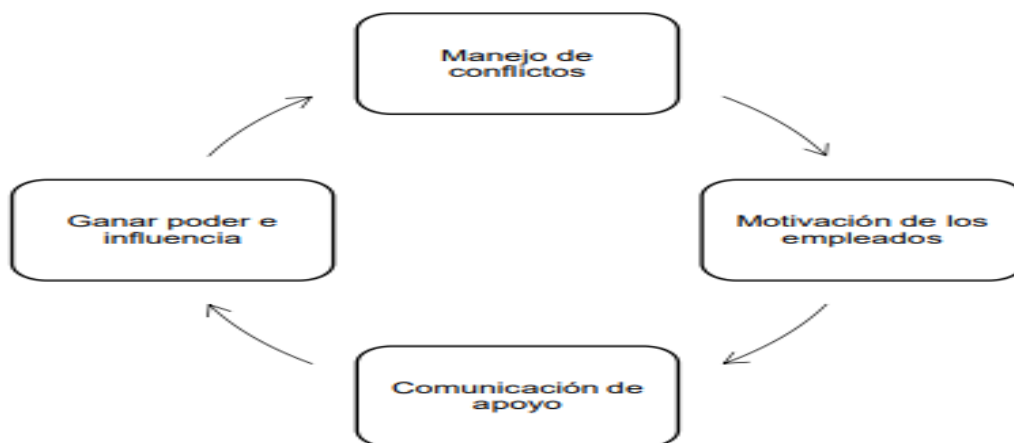 Manejo de
conflictos
Ganar poder e
influencia
Motivación de los
empleados
Comunicación de
apoyo